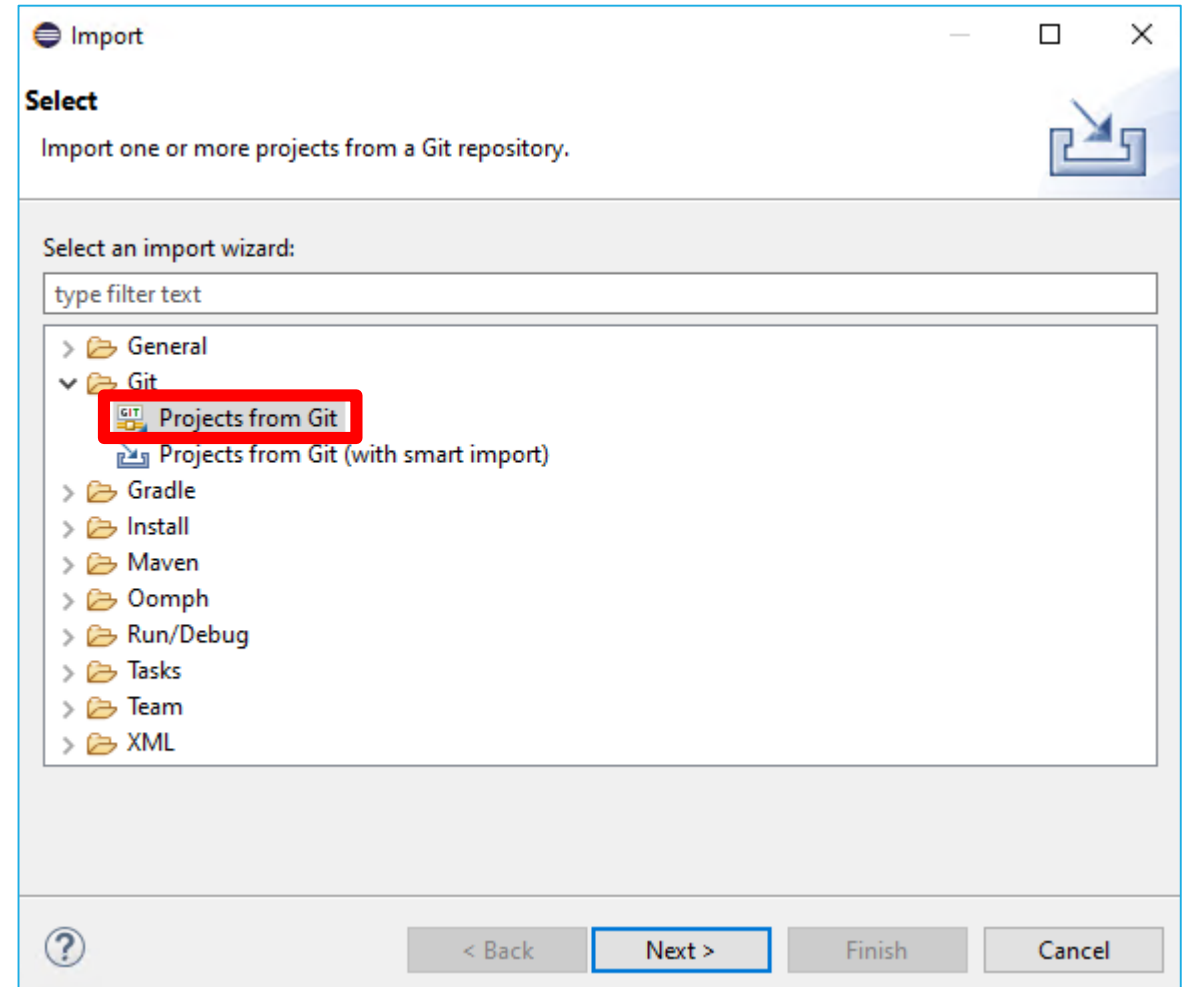 Import
Select
Import one or more projects from a Git repository.
Select an import wizard:
type filter text
General
Git
GIT Projects from Git
Projects from Git (with smart import)
Gradle
Install
Maven
Oomph
Run/Debug
Tasks
Team
XML
? < Back Next > Finish Cancel